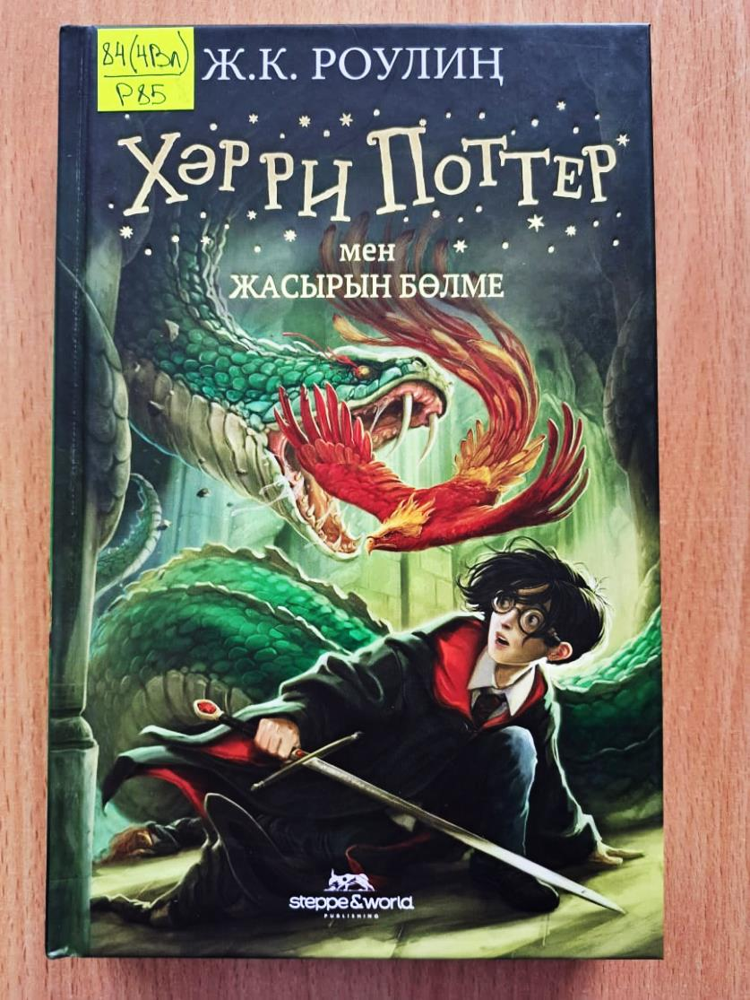 84(4Вл)
Р85
Ж.К. РОУЛИҢ
ХӘРРИ ПОТТЕР
мен
ЖАСЫРЫН БӨЛМЕ
steppe&world
PUBLISHING